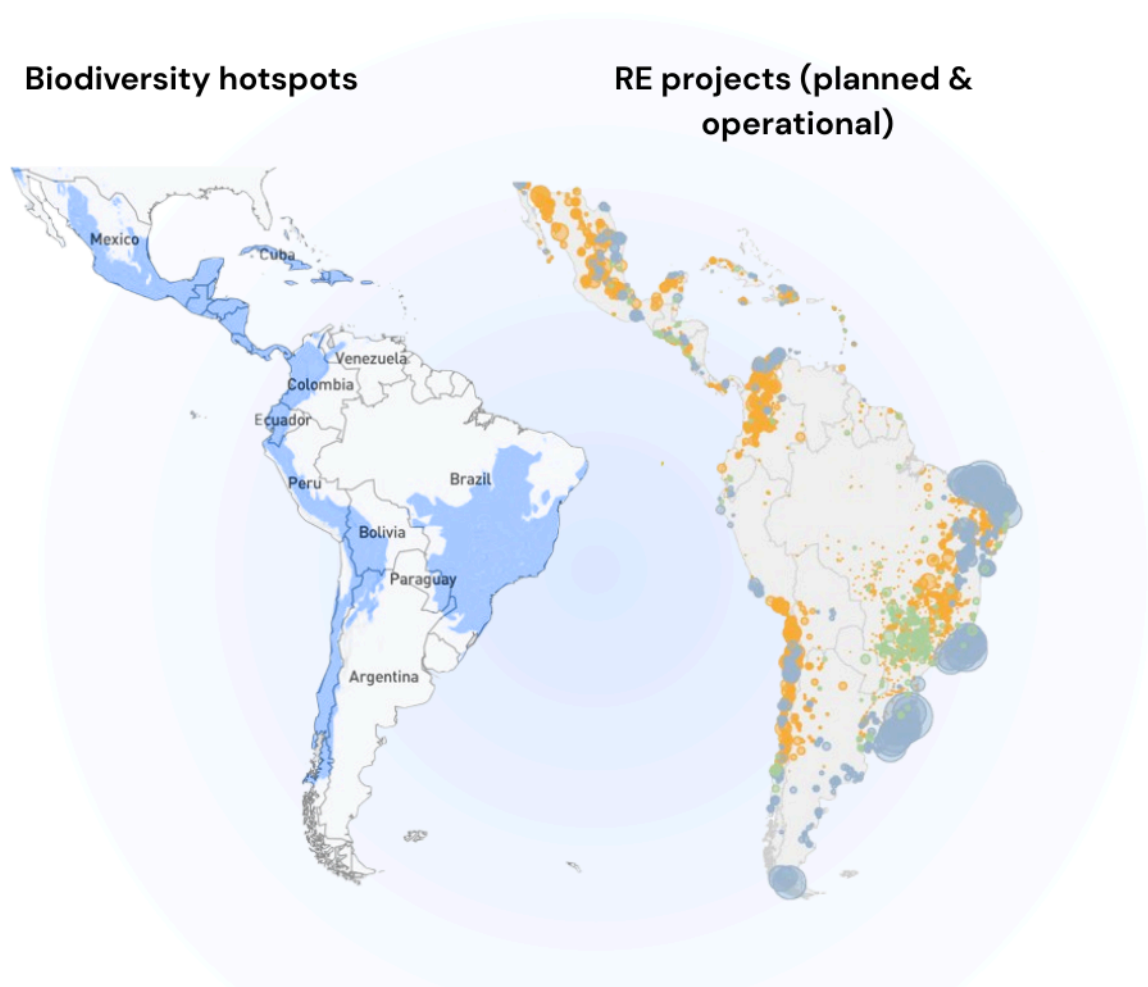 Biodiversity hotspots
RE projects (planned &
operational)
Mexico
Cuba
Venezuela
Colombia
Ecuador
Brazil
Peru
Bolivia
Paraguay
Argentina